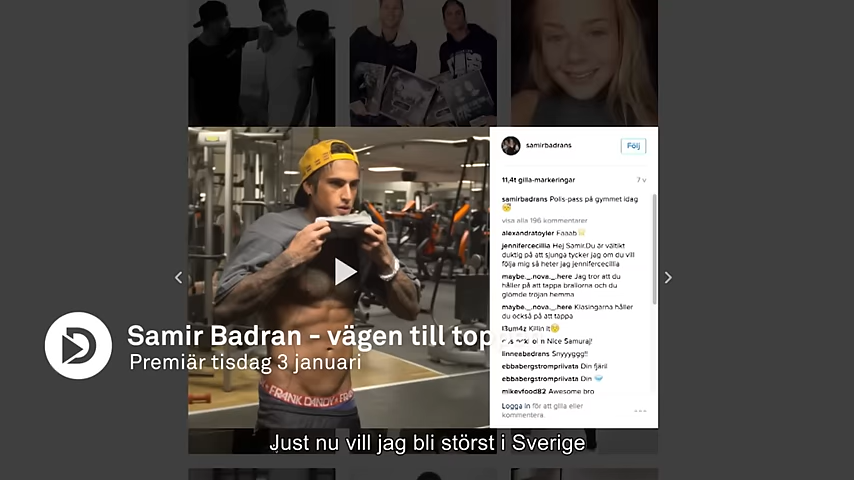 samirbadrans
Följ
11,4t gilla-markeringar
7 v
samirbadrans Polis-pass på gymmet idag
visa alla 196 kommentarer
alexandratoyler Faaab
jennifercecillia Hej Samir.Du är vältikt
duktig på att sjunga tycker jag om du vill
följa mig så heter jag jennifercecillia
maybe._.nova._.here Jag tror att du
håller på att tappa brallorna och du
glömde tröjan hemma
maybe._.nova._.here Klasingarna håller
du också på att tappa
l3um4z Killin it
Nice Samuraj!
linneabadrans Snyyyggg!!
ebbabergstromprivata Din fjäril
ebbabergstromprivata Din
mikevfood82 Awesome bro
Logga in för att gilla eller
kommentera.
Samir Badran - vägen till topp
Premiär tisdag 3 januari
FRANK DANDY
Just nu vill jag bli störst i Sverige